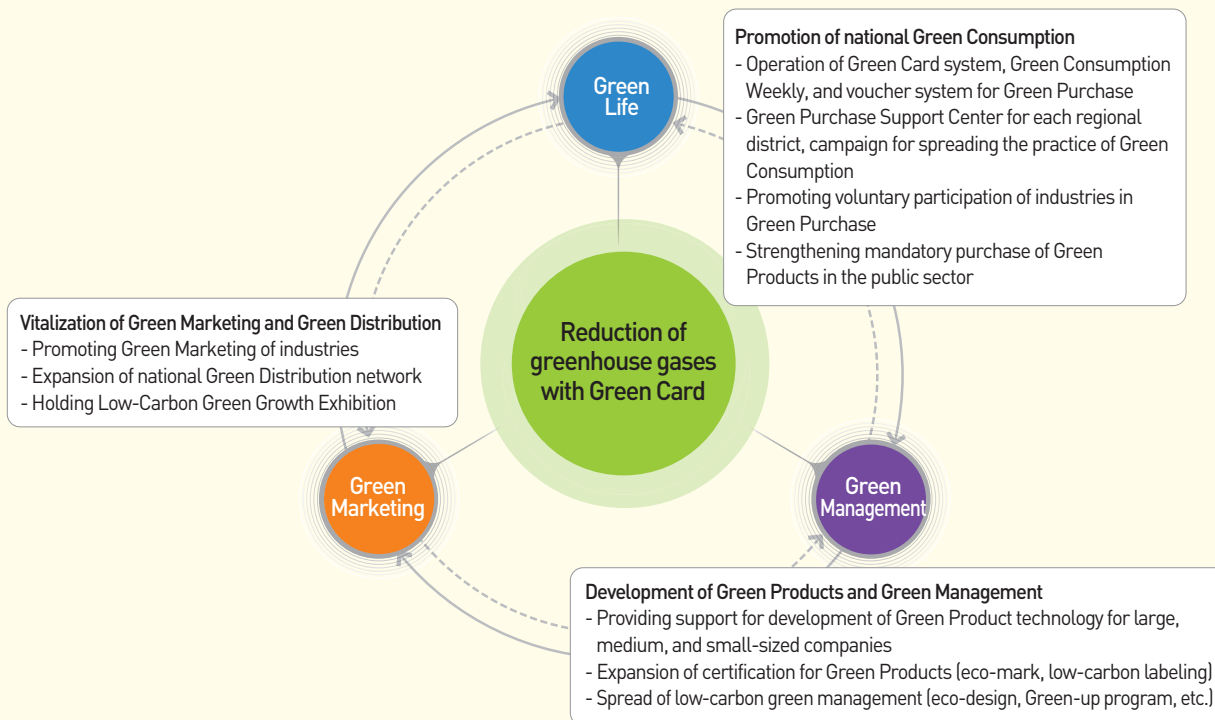 Green
Life
Promotion of national Green Consumption
- Operation of Green Card system, Green Consumption
Weekly, and voucher system for Green Purchase
- Green Purchase Support Center for each regional
district, campaign for spreading the practice of Green
Consumption
- Promoting voluntary participation of industries in
Green Purchase
- Strengthening mandatory purchase of Green
Products in the public sector
Vitalization of Green Marketing and Green Distribution
- Promoting Green Marketing of industries
- Expansion of national Green Distribution network
- Holding Low-Carbon Green Growth Exhibition
Reduction of
greenhouse gases
with Green Card
Green
Marketing
Green
Management
Development of Green Products and Green Management
- Providing support for development of Green Product technology for large,
medium, and small-sized companies
- Expansion of certification for Green Products (eco-mark, low-carbon labeling)
- Spread of low-carbon green management (eco-design, Green-up program, etc.)